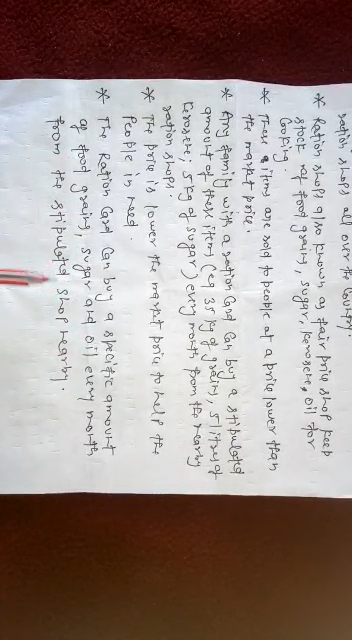 ration shops all over the country.
* Ration shops also known as fair price shop keep
stock of food grains, sugar, kerosene, oil for
Cooking.
* These items are sold to people at a price lower than
the market price.
* Any family with a ration Card Can buy a stipulated
amount of these items (eg 35 kg of grains, 5 litres of
kerosene, 5 kg of sugar) every month from the nearby
ration shops.
* The price is lower the market price to help the
People in need.
* The Ration Card Can buy a specific amount
of food grains, sugar and oil every month
from the stipulated shop nearby.